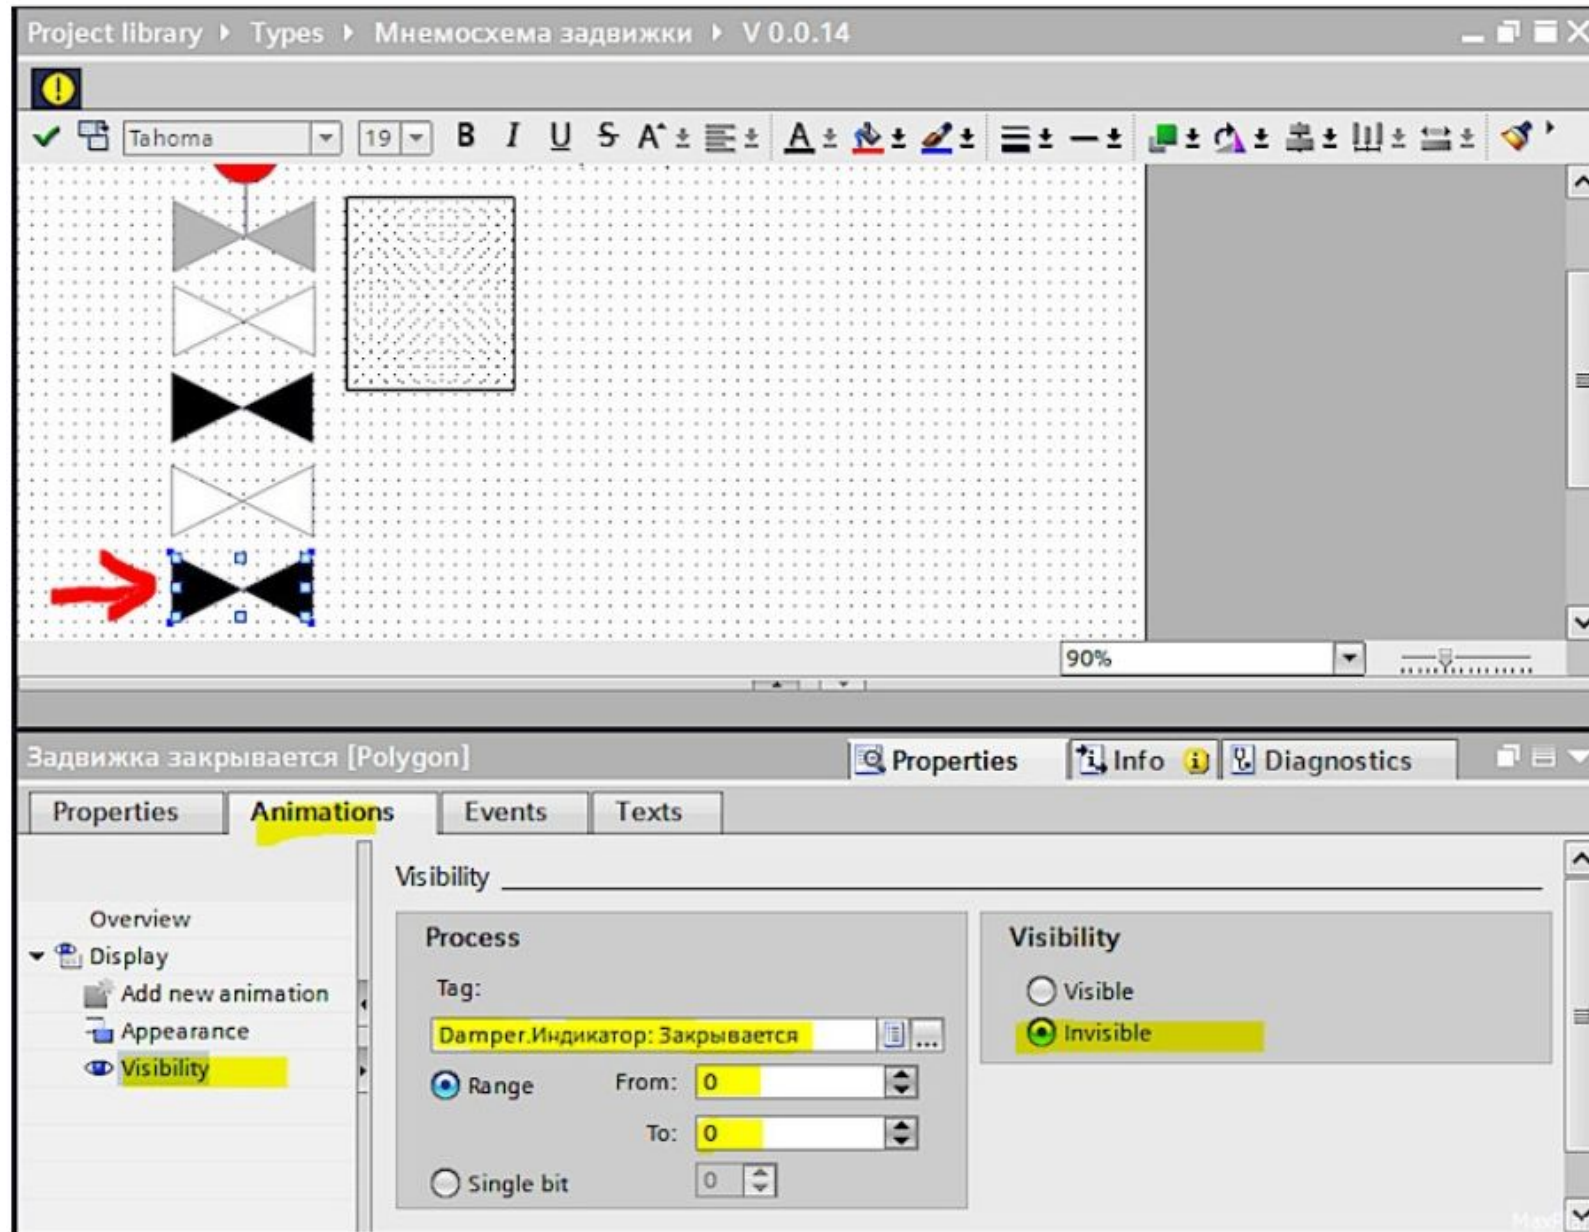 Project library ▸ Types ▸ Мнемосхема задвижки ▸ V 0.0.14
Tahoma 19 B I U S A A
90%
Задвижка закрывается [Polygon] Properties Info Diagnostics
Properties Animations Events Texts
Visibility
Overview
Display
Add new animation
Appearance
Visibility
Process
Tag:
Damper.Индикатор: Закрывается ...
Range From: 0
To: 0
Single bit 0
Visibility
Visible
Invisible